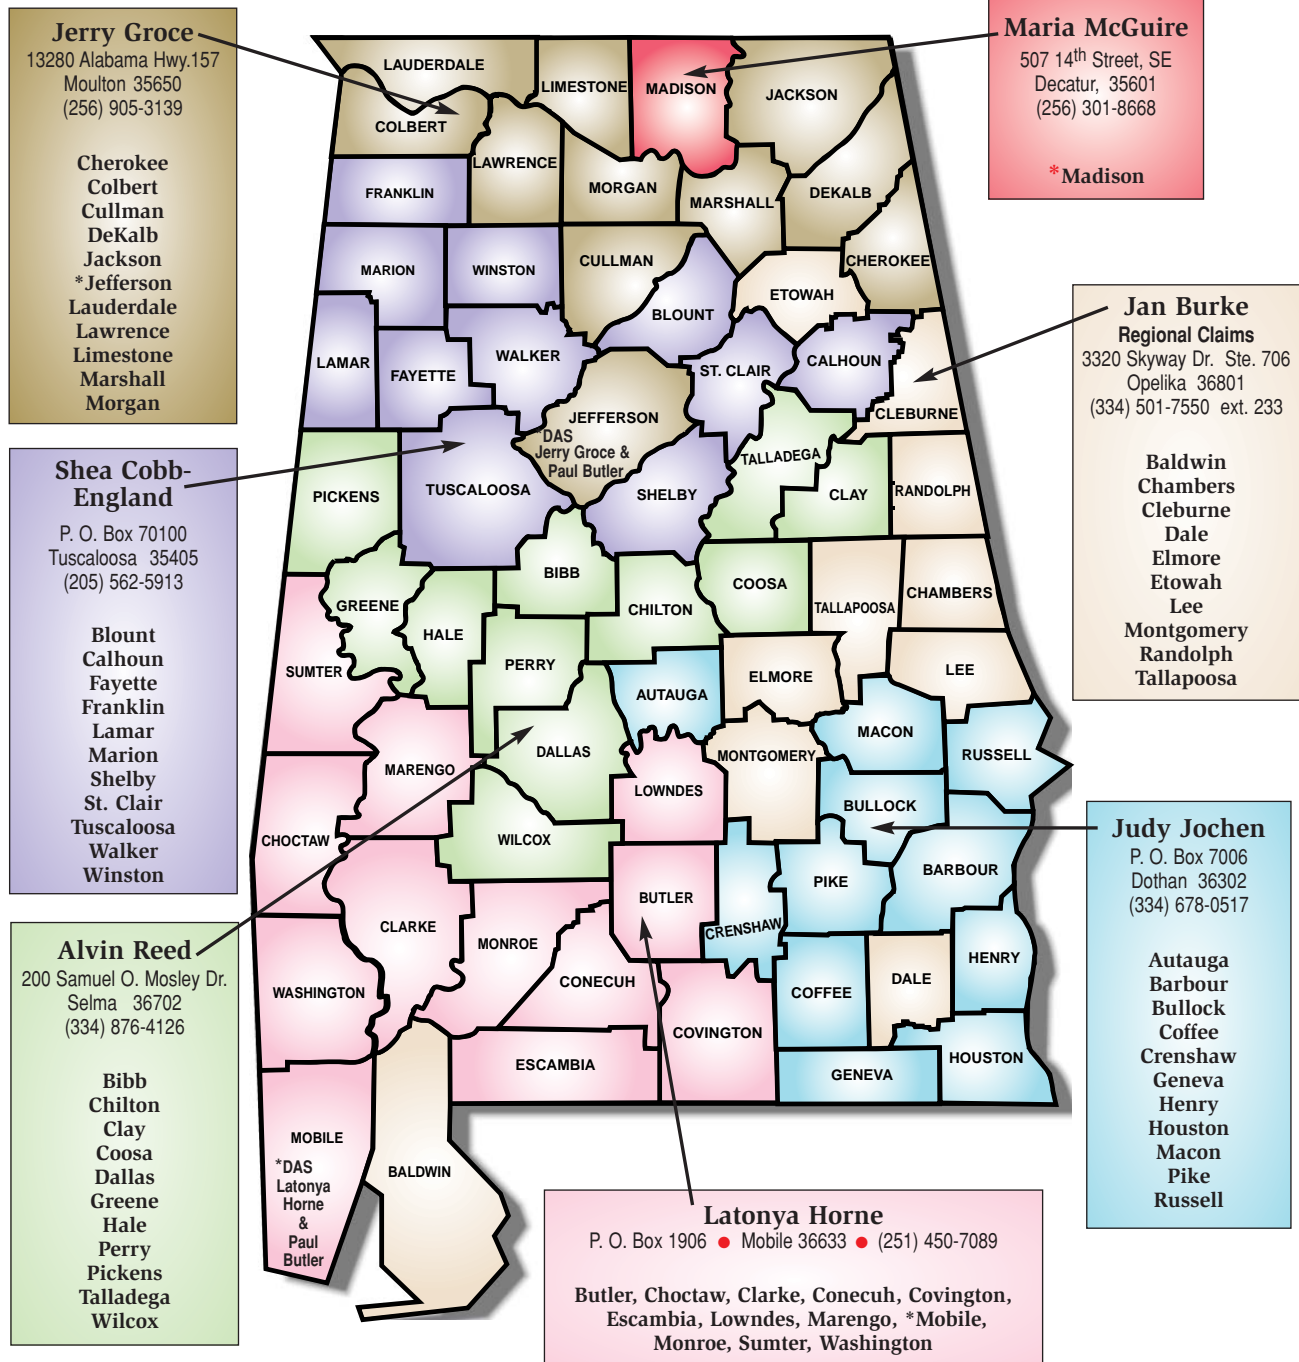 Jerry Groce
13280 Alabama Hwy.157
Moulton 35650
(256) 905-3139
Cherokee
Colbert
Cullman
DeKalb
Jackson
*Jefferson
Lauderdale
Lawrence
Limestone
Marshall
Morgan
Shea Cobb-
England
P. O. Box 70100
Tuscaloosa 35405
(205) 562-5913
Blount
Calhoun
Fayette
Franklin
Lamar
Marion
Shelby
St. Clair
Tuscaloosa
Walker
Winston
Alvin Reed
200 Samuel O. Mosley Dr.
Selma 36702
(334) 876-4126
Bibb
Chilton
Clay
Coosa
Dallas
Greene
Hale
Perry
Pickens
Talladega
Wilcox
LAUDERDALE
LIMESTONE
MADISON
JACKSON
COLBERT
LAWRENCE
FRANKLIN
MORGAN
MARSHALL
DEKALB
MARION
WINSTON
CULLMAN
CHEROKEE
ETOWAH
BLOUNT
LAMAR
FAYETTE
WALKER
ST. CLAIR
CALHOUN
CLEBURNE
JEFFERSON
*DAS
Jerry Groce &
Paul Butler
TALLADEGA
PICKENS
TUSCALOOSA
SHELBY
CLAY
RANDOLPH
BIBB
COOSA
GREENE
HALE
CHILTON
TALLAPOOSA
CHAMBERS
SUMTER
PERRY
AUTAUGA
ELMORE
LEE
MARENGO
DALLAS
MONTGOMERY
MACON
RUSSELL
LOWNDES
BULLOCK
CHOCTAW
WILCOX
CLARKE
BUTLER
PIKE
BARBOUR
CRENSHAW
MONROE
CONECUH
HENRY
WASHINGTON
COFFEE
DALE
COVINGTON
ESCAMBIA
GENEVA
HOUSTON
MOBILE
*DAS
Latonya
Horne
&
Paul
Butler
BALDWIN
Maria McGuire
507 14th Street, SE
Decatur, 35601
(256) 301-8668
*Madison
Jan Burke
Regional Claims
3320 Skyway Dr. Ste. 706
Opelika 36801
(334) 501-7550 ext. 233
Baldwin
Chambers
Cleburne
Dale
Elmore
Etowah
Lee
Montgomery
Randolph
Tallapoosa
Judy Jochen
P. O. Box 7006
Dothan 36302
(334) 678-0517
Autauga
Barbour
Bullock
Coffee
Crenshaw
Geneva
Henry
Houston
Macon
Pike
Russell
Latonya Horne
P. O. Box 1906 ● Mobile 36633 ● (251) 450-7089
Butler, Choctaw, Clarke, Conecuh, Covington,
Escambia, Lowndes, Marengo, *Mobile,
Monroe, Sumter, Washington